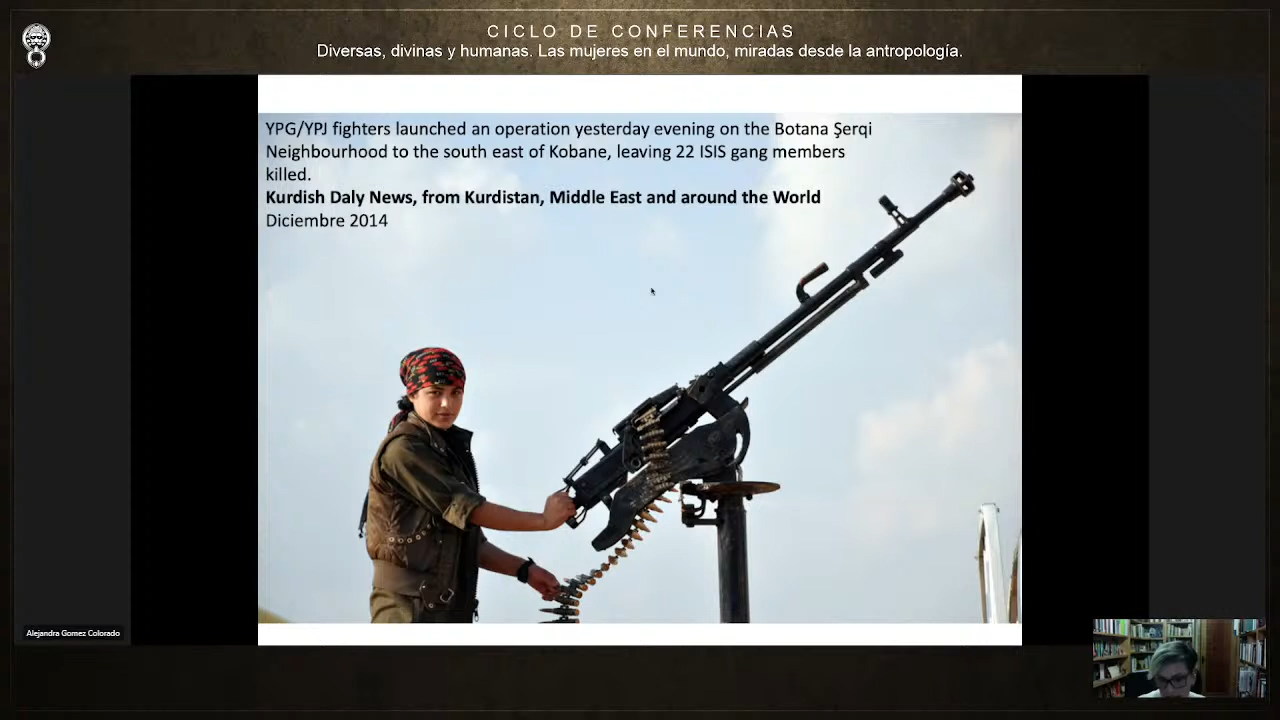 CICLO DE CONFERENCIAS
Diversas, divinas y humanas. Las mujeres en el mundo, miradas desde la antropología.
YPG/YPJ fighters launched an operation yesterday evening on the Botana Şerqi
Neighbourhood to the south east of Kobane, leaving 22 ISIS gang members
killed.
Kurdish Daly News, from Kurdistan, Middle East and around the World
Diciembre 2014
Alejandra Gomez Colorado